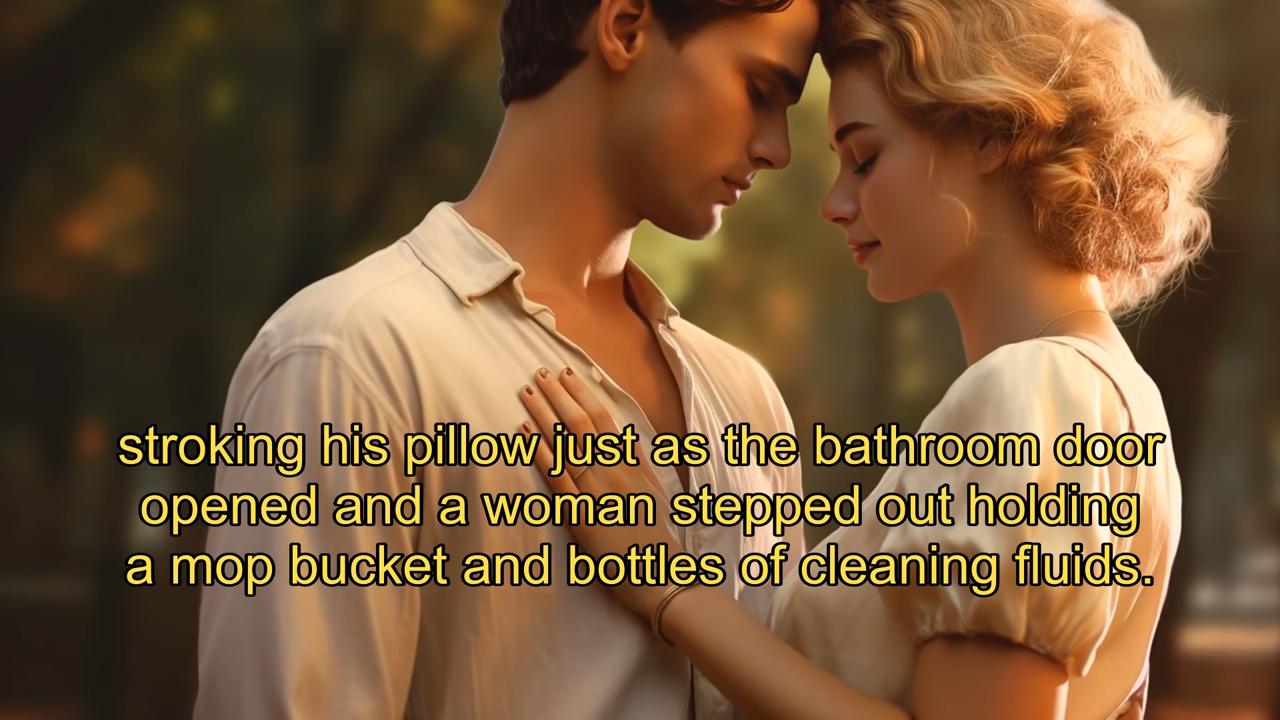 stroking his pillow just as the bathroom door
opened and a woman stepped out holding
a mop bucket and bottles of cleaning fluids.